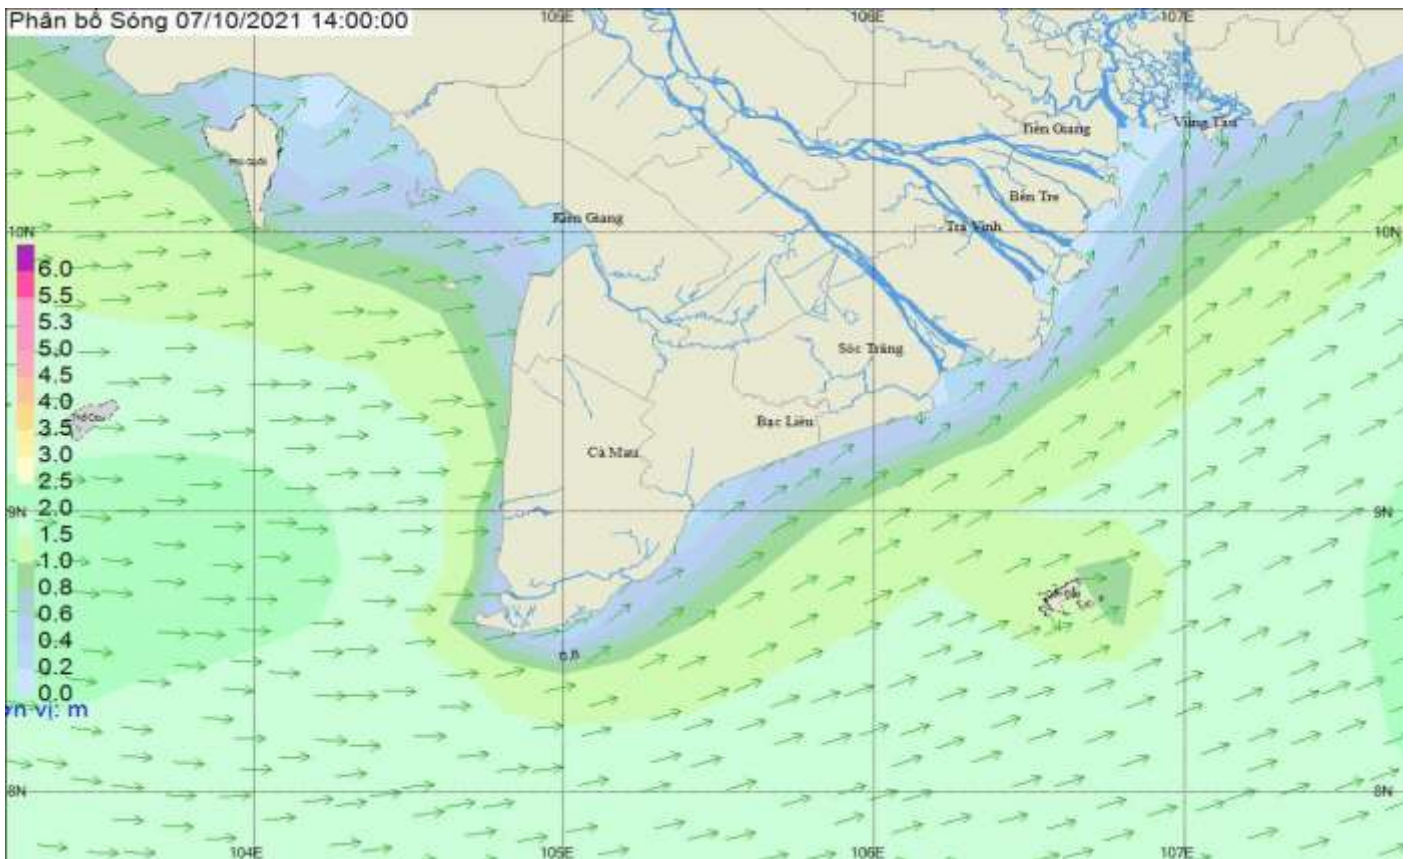 Phân bố Sóng 07/10/2021 14:00:00
105E
106E
107E
Tiền Giang
Vũng Tàu
Bến Tre
Kiên Giang
Trà Vinh
10N
10N
6.0
5.5
5.3
5.0
4.5
4.0
3.5
3.0
2.5
2.0
1.5
1.0
0.8
0.6
0.4
0.2
0.0
ơn vị: m
Sóc Trăng
Bạc Liêu
Cà Mau
9N
9N
8N
8N
104E
105E
106E
107E